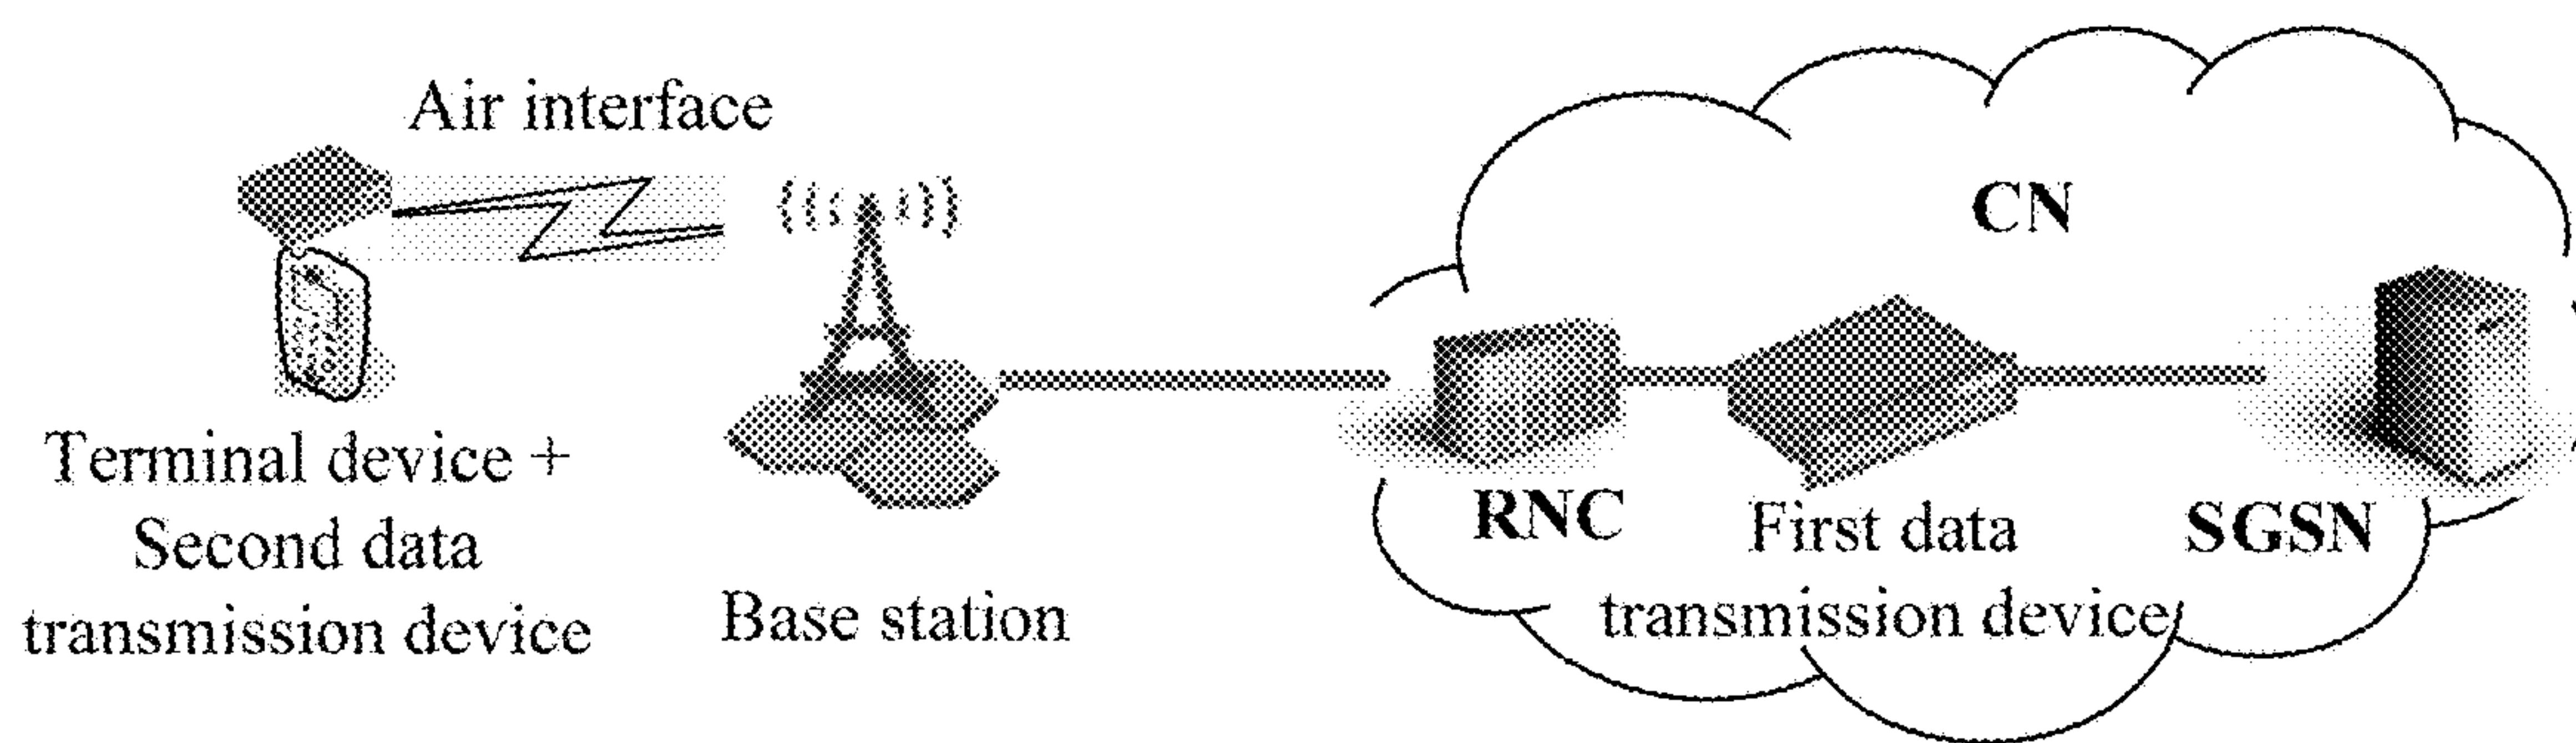 Air interface
CN
Terminal device +
Second data
transmission device
Base station
RNC
First data
transmission device
SGSN